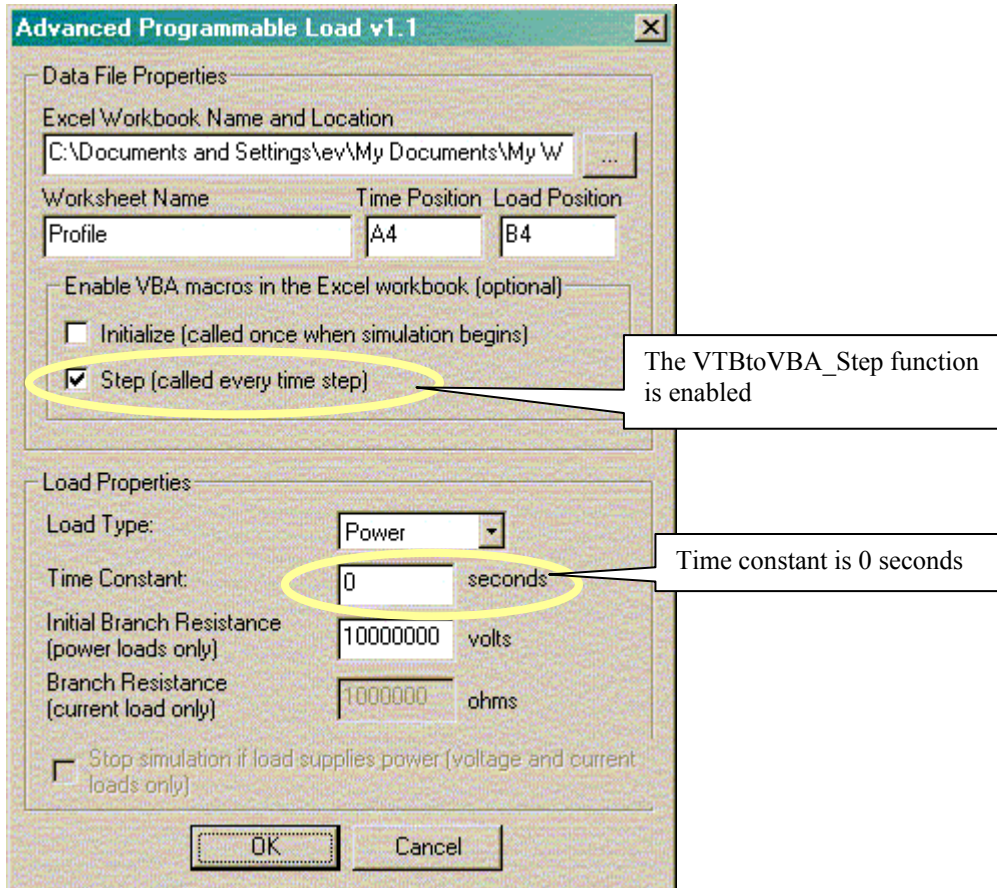 Advanced Programmable Load v1.1
Data File Properties
Excel Workbook Name and Location
C:\Documents and Settings\ev\My Documents\My W
...
Worksheet Name Time Position Load Position
Profile A4 B4
Enable VBA macros in the Excel workbook (optional)
Initialize (called once when simulation begins)
Step (called every time step)
The VTBtoVBA_Step function
is enabled
Load Properties
Load Type: Power
Time Constant: 0 seconds
Time constant is 0 seconds
Initial Branch Resistance
(power loads only)
10000000 volts
Branch Resistance
(current load only)
1000000 ohms
Stop simulation if load supplies power (voltage and current
loads only)
OK Cancel